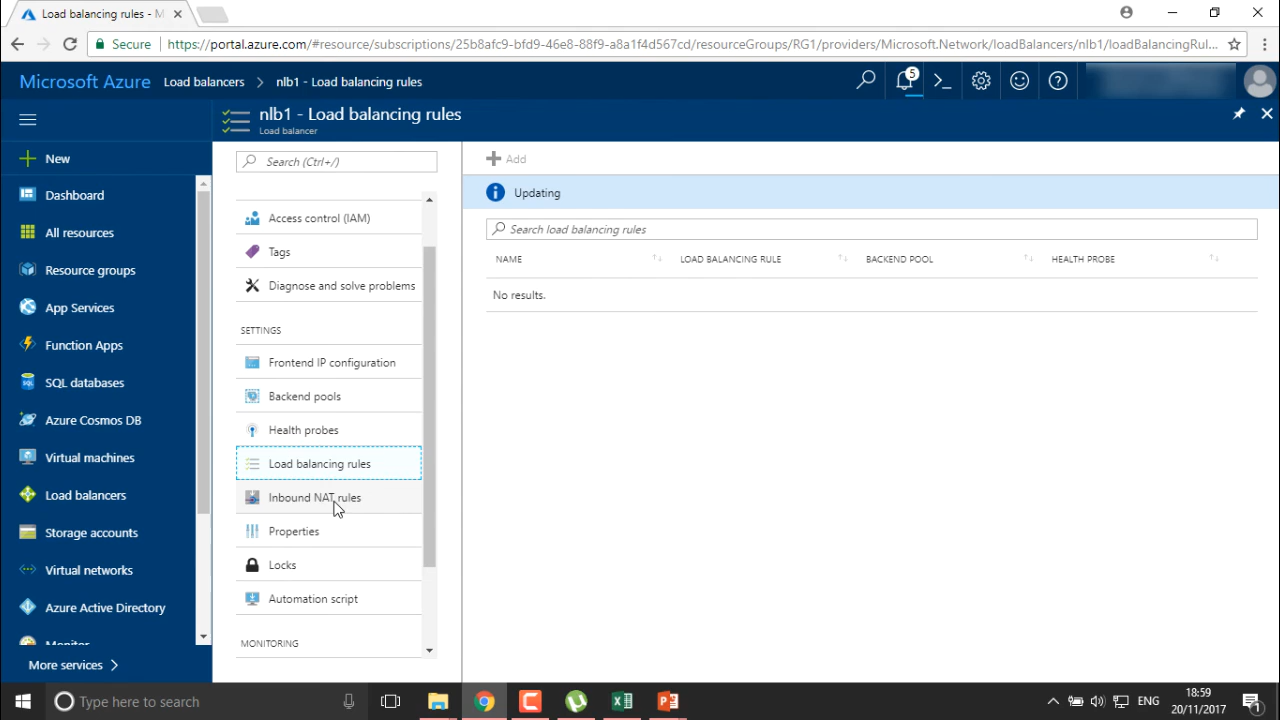 Load balancing rules - M
Secure
https://portal.azure.com/#resource/subscriptions/25b8afc9-bfd9-46e8-88f9-a8a1f4d567cd/resourceGroups/RG1/providers/Microsoft.Network/loadBalancers/nlb1/loadBalancingRul...
Microsoft Azure
Load balancers
nlb1 - Load balancing rules
5
nlb1 - Load balancing rules
Load balancer
New
Dashboard
All resources
Resource groups
App Services
Function Apps
SQL databases
Azure Cosmos DB
Virtual machines
Load balancers
Storage accounts
Virtual networks
Azure Active Directory
Monitor
More services
Search (Ctrl+/)
Access control (IAM)
Tags
Diagnose and solve problems
SETTINGS
Frontend IP configuration
Backend pools
Health probes
Load balancing rules
Inbound NAT rules
Properties
Locks
Automation script
MONITORING
Add
Updating
Search load balancing rules
NAME LOAD BALANCING RULE BACKEND POOL HEALTH PROBE
No results.
Type here to search
ENG
18:59
20/11/2017
1